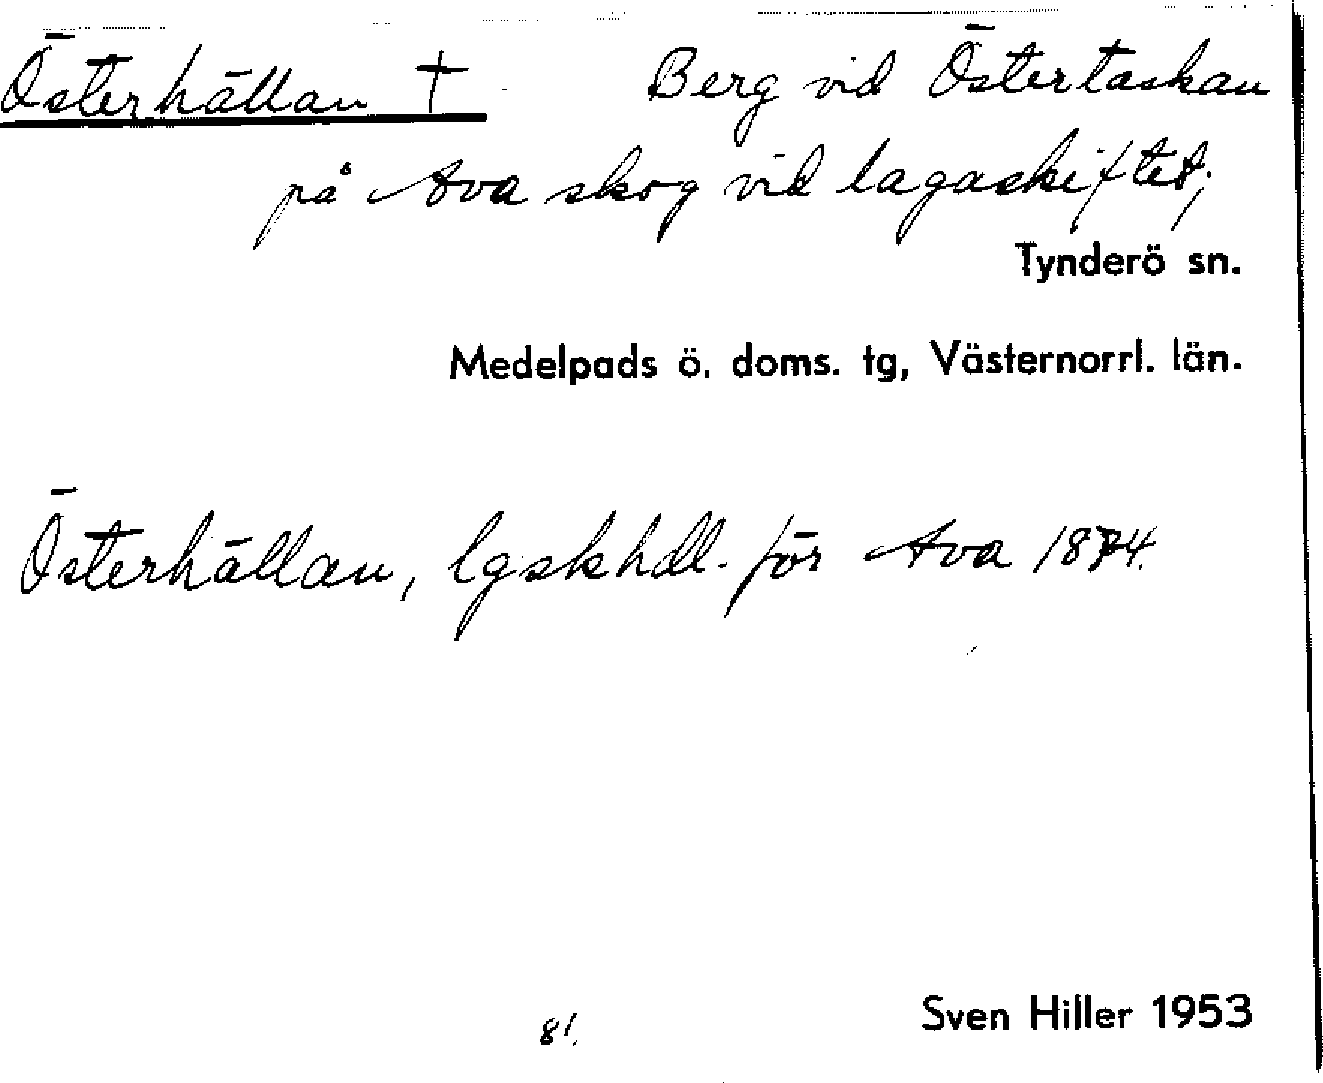 Österhällan † Berg vid Östertaskan
på Ava skog vid lagaskiftet;
Tynderö sn.
Medelpads ö. doms. tg, Västernorrl. län.
Österhällan, lgskhdl. för Ava 1874.
81.
Sven Hiller 1953